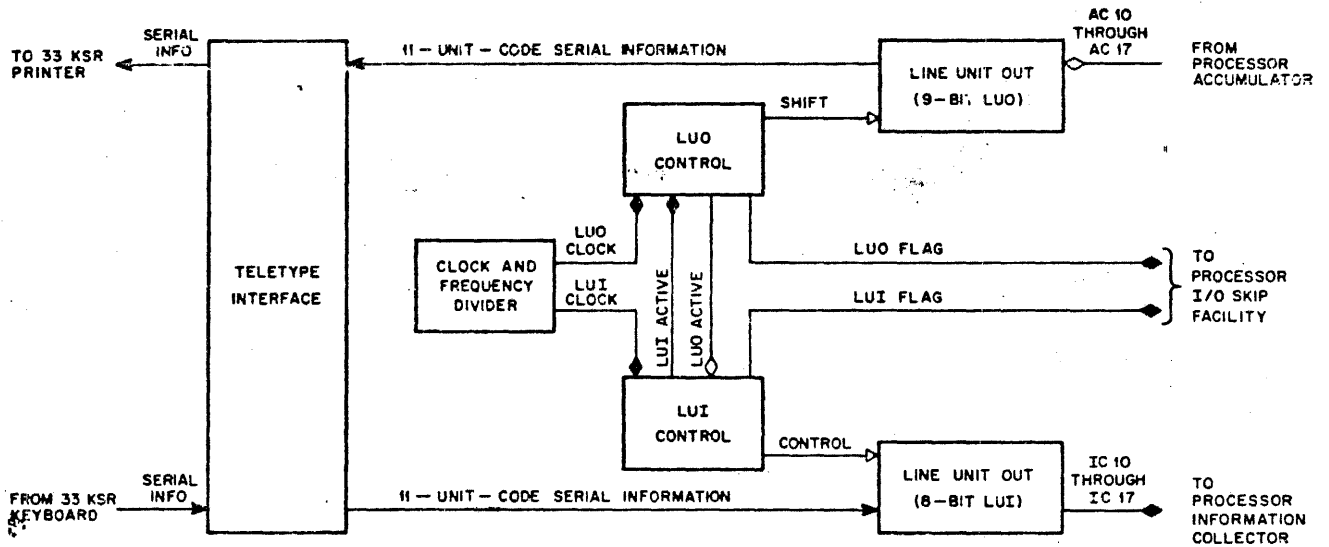 TO 33 KSR
PRINTER
SERIAL
INFO
11-UNIT-CODE SERIAL INFORMATION
LINE UNIT OUT
(9-BIT LUO)
AC 10
THROUGH
AC 17
FROM
PROCESSOR
ACCUMULATOR
SHIFT
LUO
CONTROL
TELETYPE
INTERFACE
CLOCK AND
FREQUENCY
DIVIDER
LUO
CLOCK
LUI
CLOCK
LUI ACTIVE
LUO ACTIVE
LUO FLAG
LUI FLAG
TO
PROCESSOR
I/O SKIP
FACILITY
LUI
CONTROL
CONTROL
FROM 33 KSR
KEYBOARD
SERIAL
INFO
11-UNIT-CODE SERIAL INFORMATION
LINE UNIT OUT
(8-BIT LUI)
IC 10
THROUGH
IC 17
TO
PROCESSOR
INFORMATION
COLLECTOR